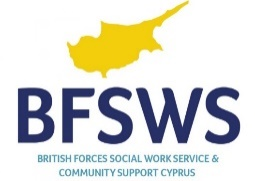 BFSWS
BRITISH FORCES SOCIAL WORK SERVICE &
COMMUNITY SUPPORT CYPRUS